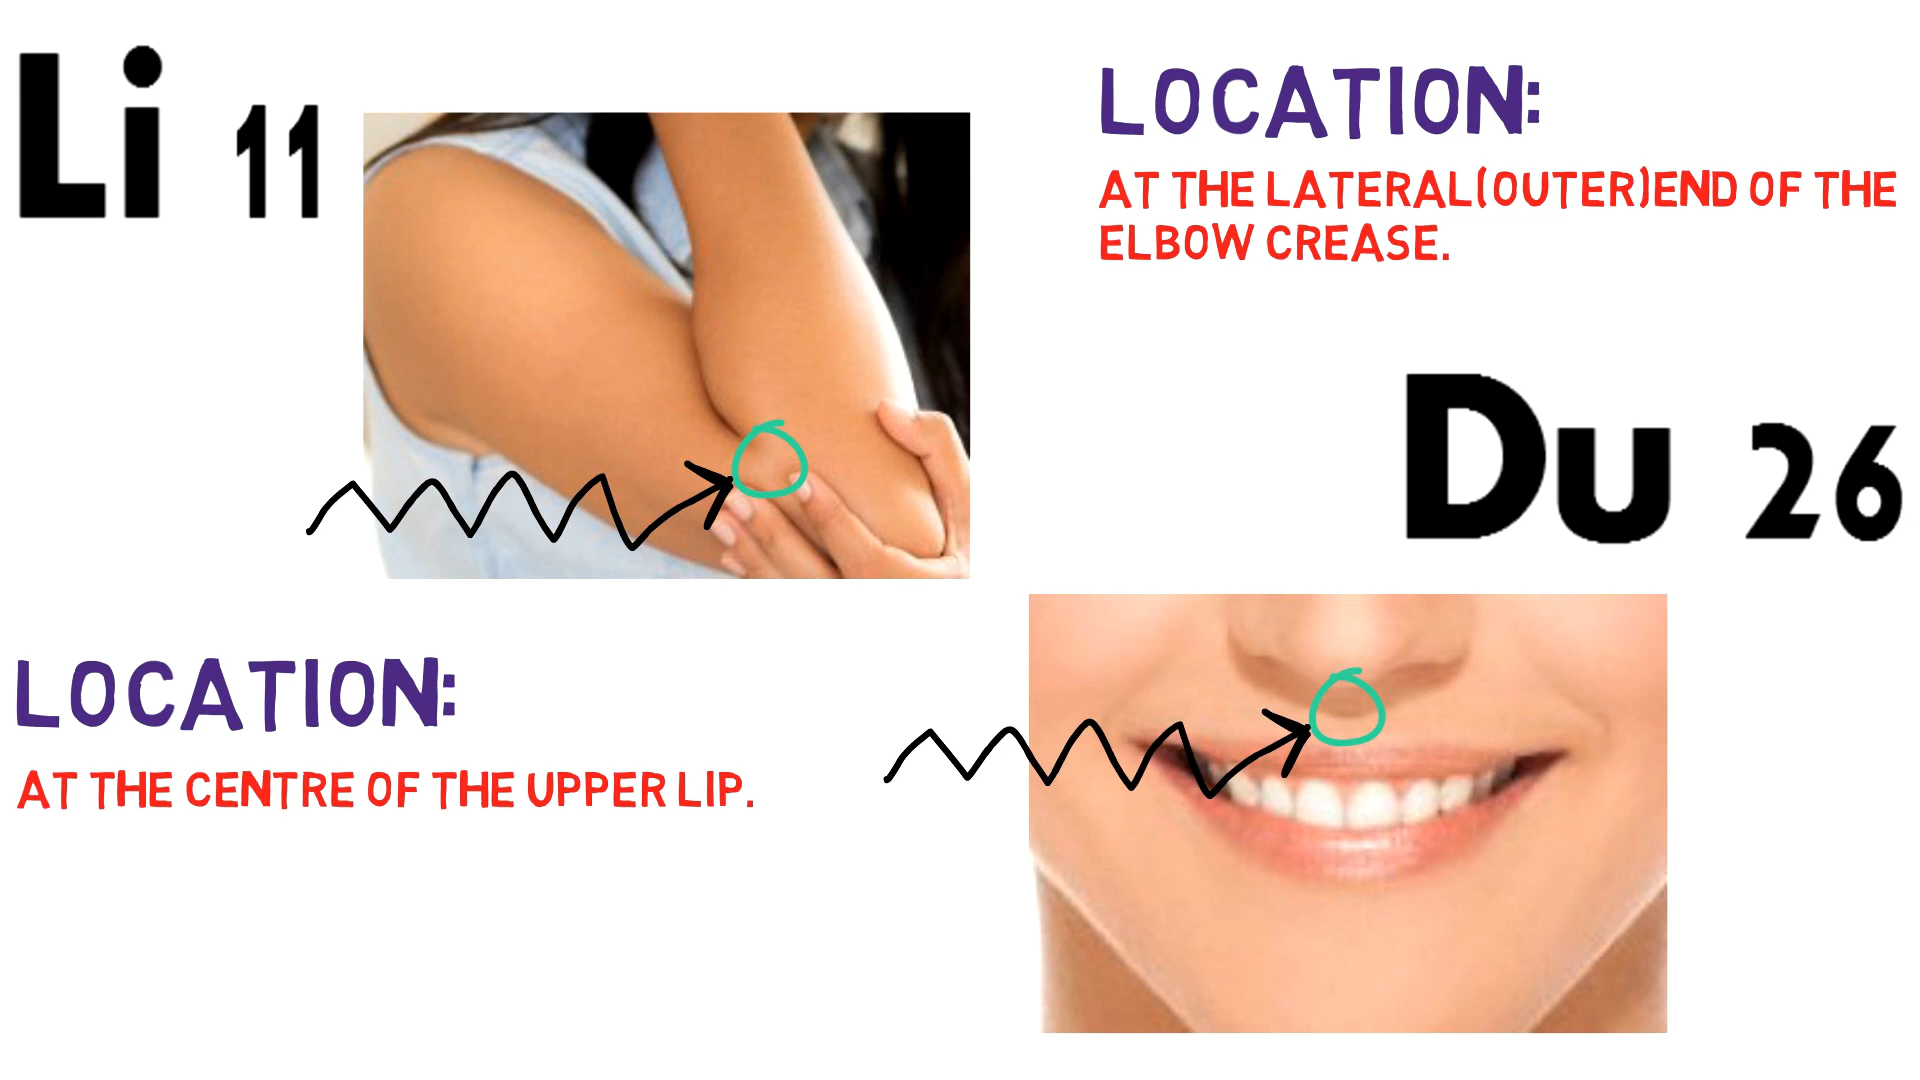 Li 11
LOCATION:
AT THE LATERAL(OUTER)END OF THE
ELBOW CREASE.
Du 26
LOCATION:
AT THE CENTRE OF THE UPPER LIP.